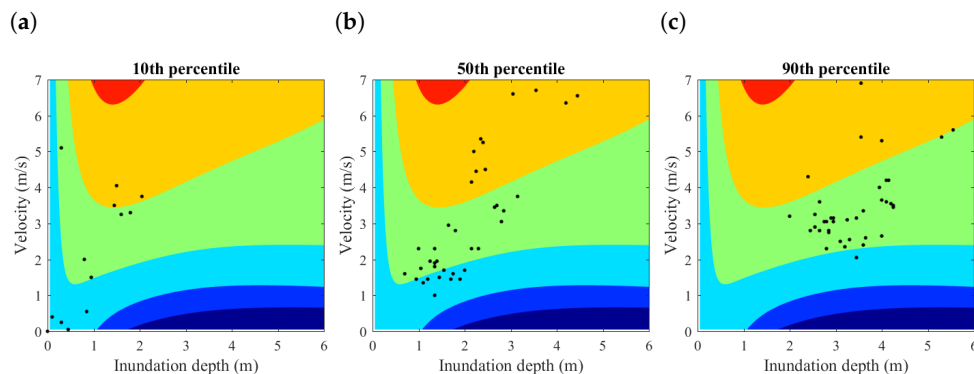 (a) (b) (c)
10th percentile 50th percentile 90th percentile
7 7 7
6 6 6
5 5 5
4 4 4
3 3 3
2 2 2
1 1 1
0 0 0
Velocity (m/s) Velocity (m/s) Velocity (m/s)
0 1 2 3 4 5 6 0 1 2 3 4 5 6 0 1 2 3 4 5 6
Inundation depth (m) Inundation depth (m) Inundation depth (m)